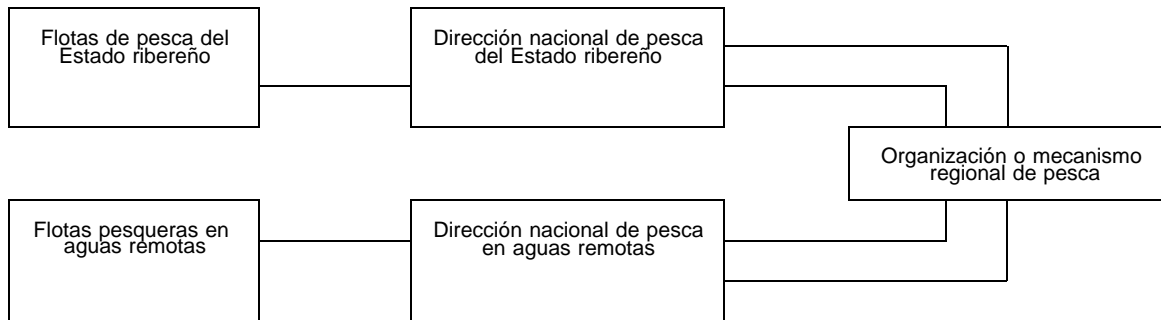 Flotas de pesca del
Estado ribereño
Dirección nacional de pesca
del Estado ribereño
Organización o mecanismo
regional de pesca
Flotas pesqueras en
aguas remotas
Dirección nacional de pesca
en aguas remotas